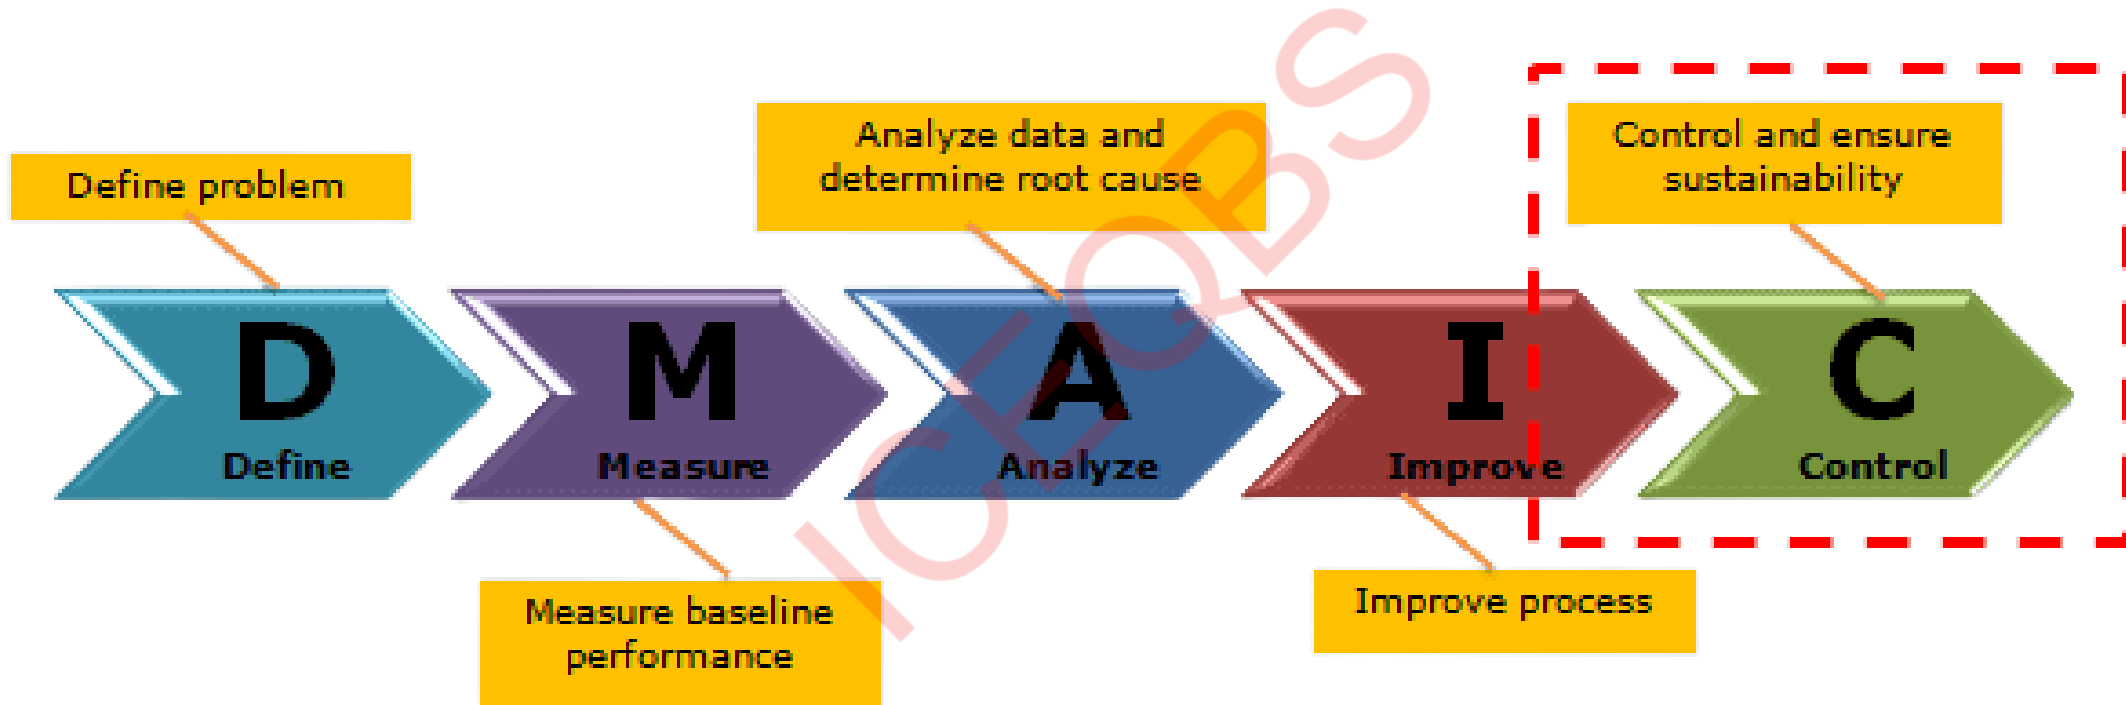 Define problem
Analyze data and
determine root cause
Control and ensure
sustainability
D
Define
M
Measure
A
Analyze
I
Improve
C
Control
Measure baseline
performance
Improve process
ICEQBS